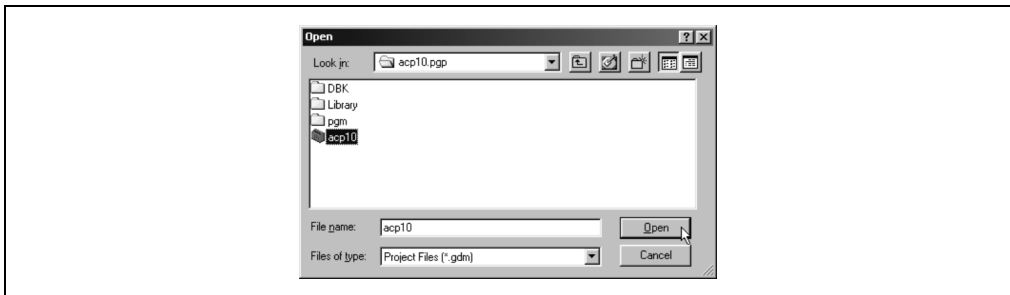 Open
Look in: acp10.pgp
DBK
Library
pgm
acp10
File name: acp10 Open
Files of type: Project Files (*.gdm) Cancel